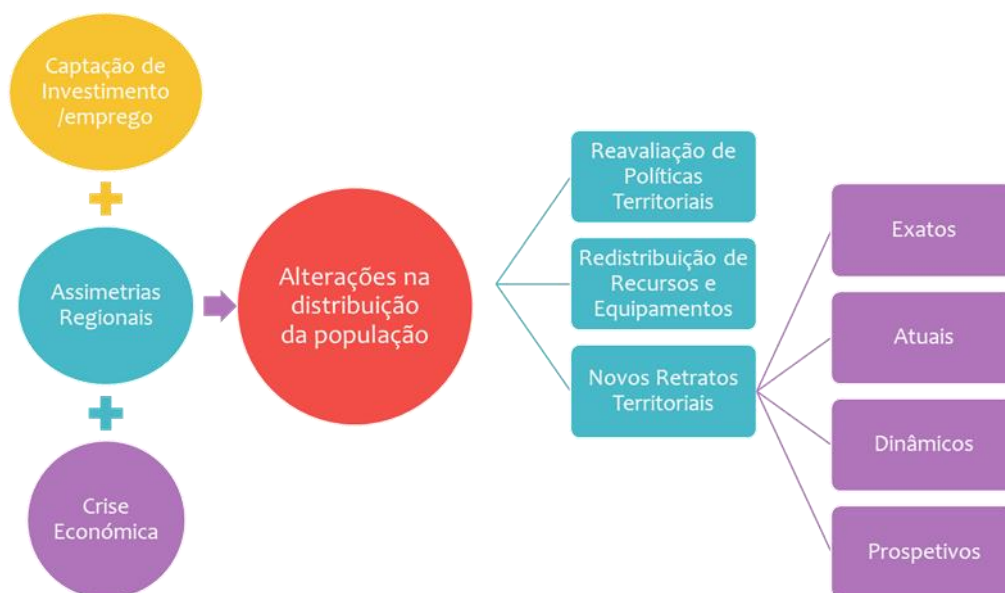 Captação de
Investimento
/emprego
Assimetrias
Regionais
Crise
Económica
Alterações na
distribuição
da população
Reavaliação de
Políticas
Territoriais
Redistribuição de
Recursos e
Equipamentos
Novos Retratos
Territoriais
Exatos
Atuais
Dinâmicos
Prospetivos